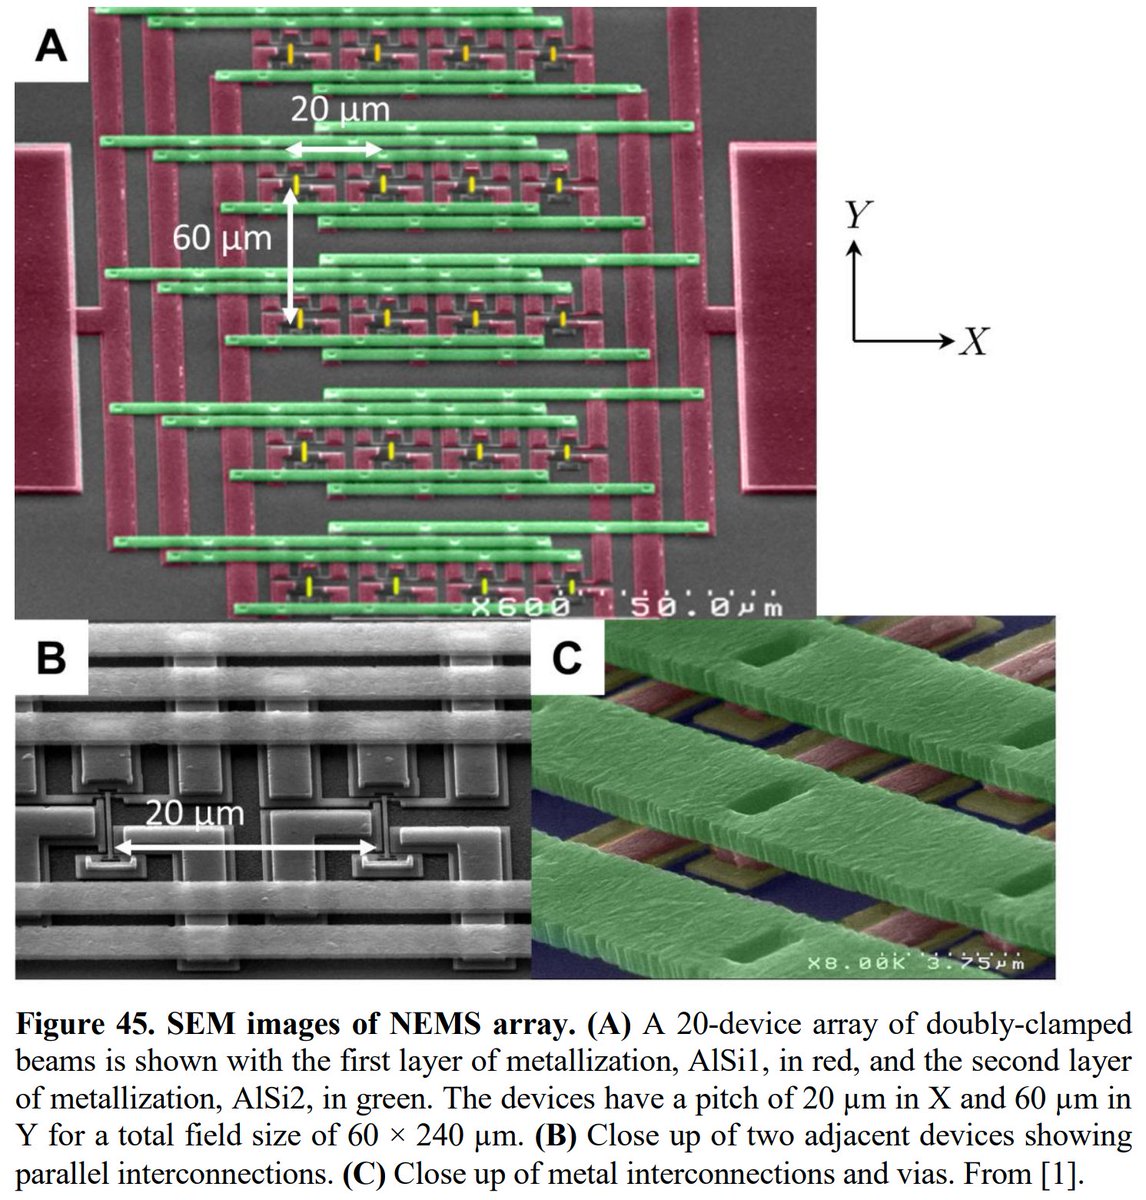 A
20 µm
60 µm
Y
X
X600 50.0µm
B
20 µm
C
X8.00K 3.75µm
Figure 45. SEM images of NEMS array. (A) A 20-device array of doubly-clamped
beams is shown with the first layer of metallization, AlSi1, in red, and the second layer
of metallization, AlSi2, in green. The devices have a pitch of 20 µm in X and 60 µm in
Y for a total field size of 60 × 240 µm. (B) Close up of two adjacent devices showing
parallel interconnections. (C) Close up of metal interconnections and vias. From [1].